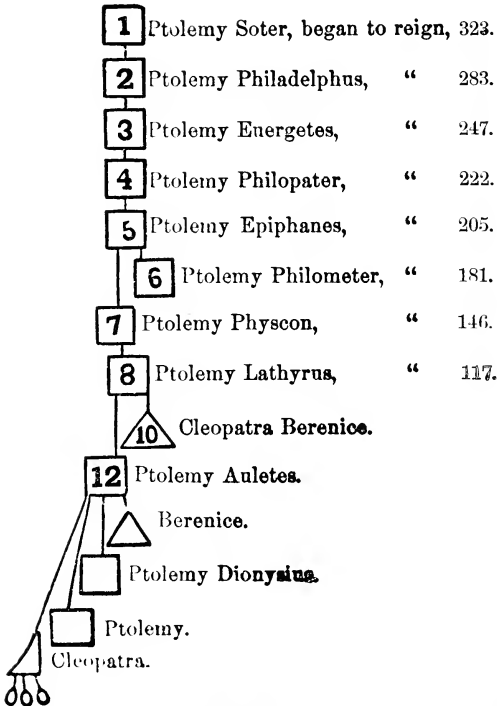 1 Ptolemy Soter, began to reign, 323.
2 Ptolemy Philadelphus, “ 283.
3 Ptolemy Energetes, “ 247.
4 Ptolemy Philopater, “ 222.
5 Ptolemy Epiphanes, “ 205.
6 Ptolemy Philometer, “ 181.
7 Ptolemy Physcon, “ 146.
8 Ptolemy Lathyrus, “ 117.
10 Cleopatra Berenice.
12 Ptolemy Auletes.
Berenice.
Ptolemy Dionysius.
Ptolemy.
Cleopatra.